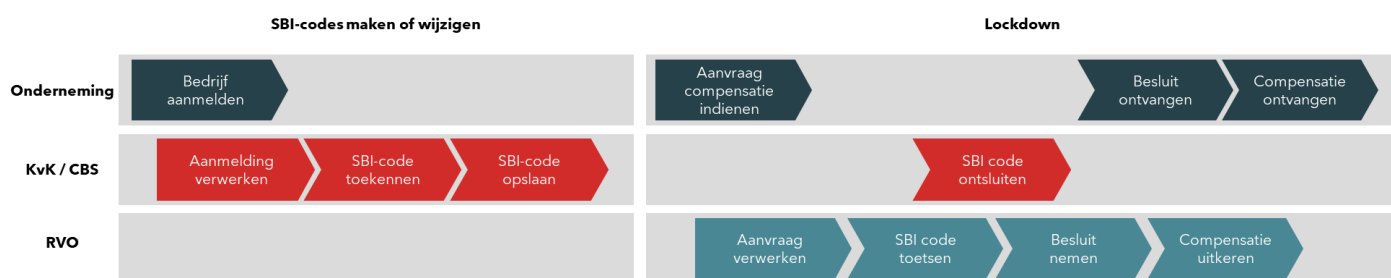 SBI-codes maken of wijzigen
Lockdown
Onderneming
Bedrijf
aanmelden
Aanvraag
compensatie
indienen
Besluit
ontvangen
Compensatie
ontvangen
KvK / CBS
Aanmelding
verwerken
SBI-code
toekennen
SBI-code
opslaan
SBI code
ontsluiten
RVO
Aanvraag
verwerken
SBI code
toetsen
Besluit
nemen
Compensatie
uitkeren